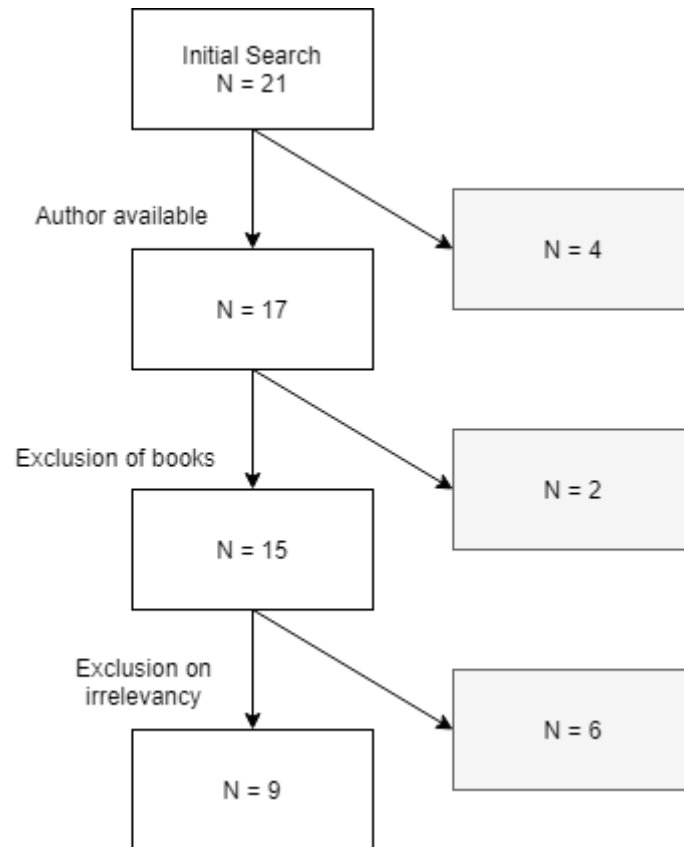 Initial Search
N = 21
Author available
N = 4
N = 17
Exclusion of books
N = 2
N = 15
Exclusion on
irrelevancy
N = 6
N = 9